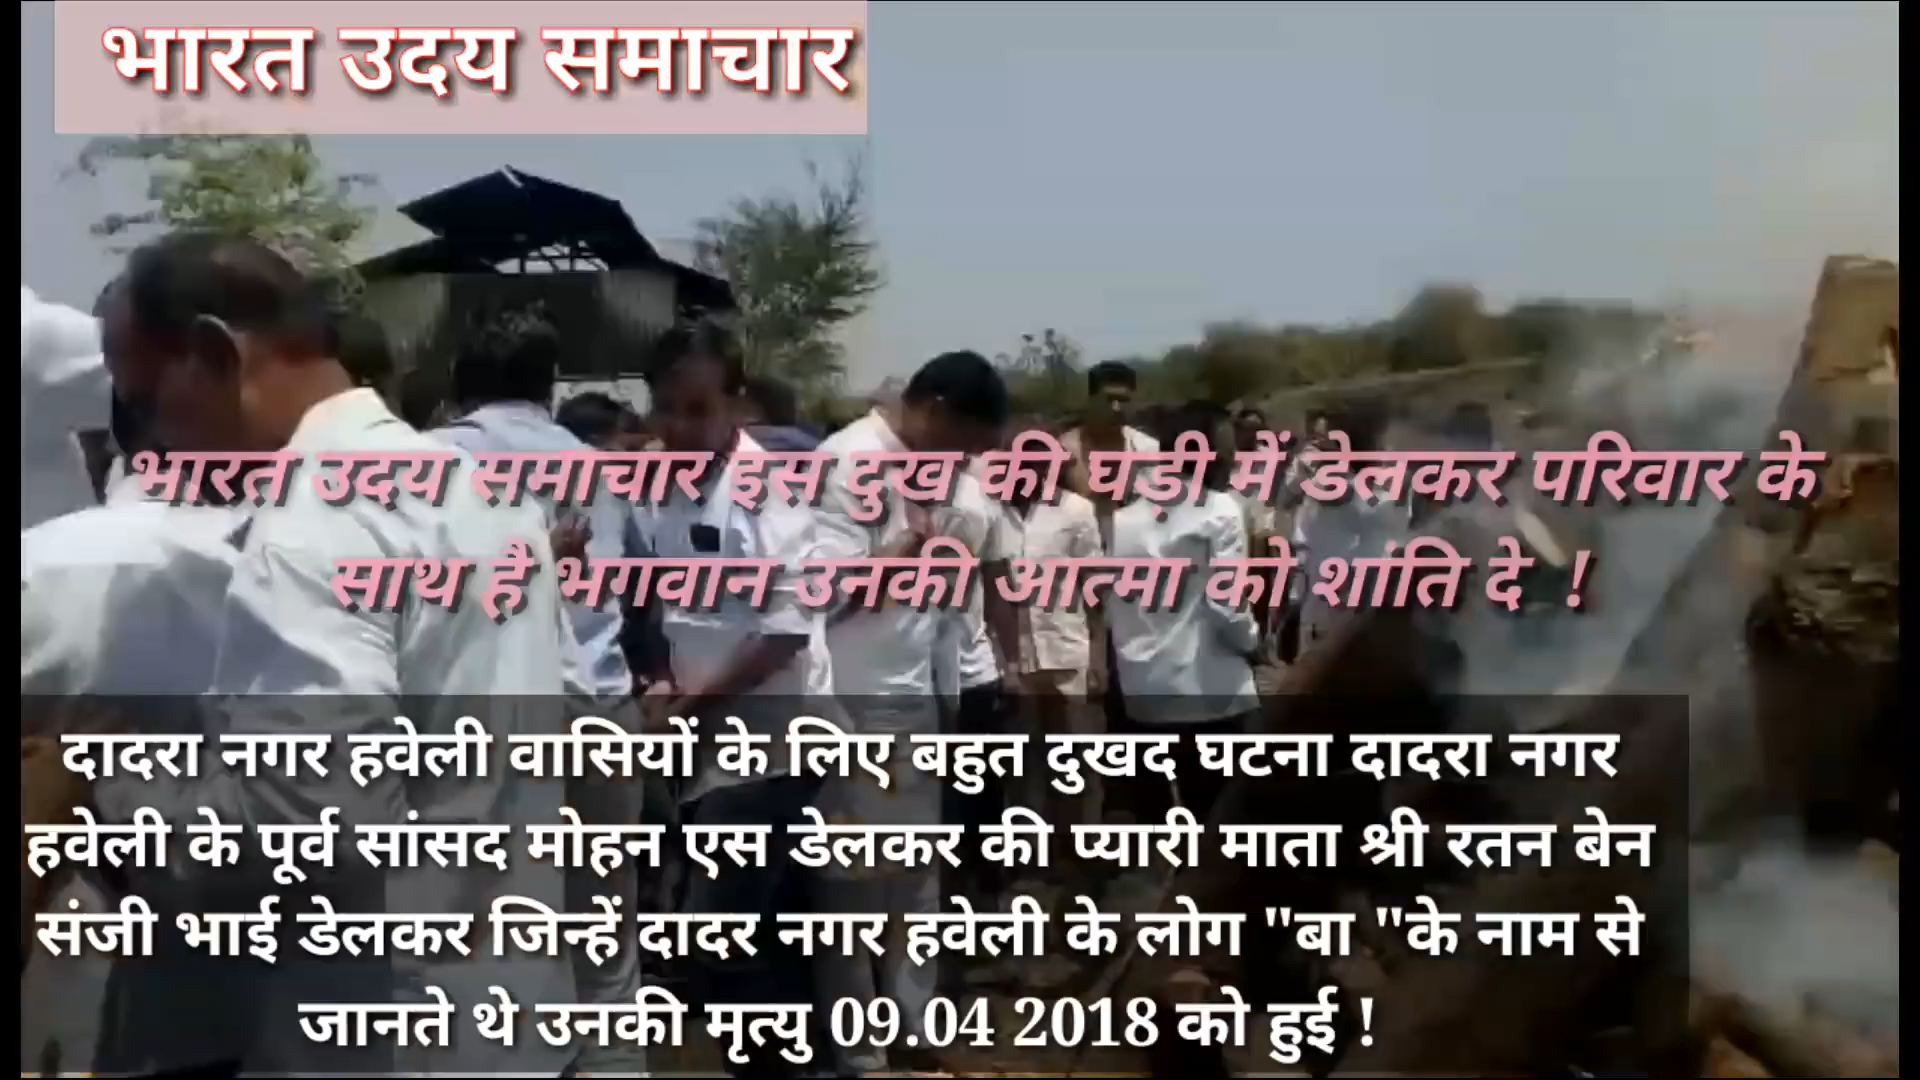 भारत उदय समाचार
भारत उदय समाचार इस दुख की घड़ी में डेलकर परिवार के
साथ है भगवान उनकी आत्मा को शांति दे !
दादरा नगर हवेली वासियों के लिए बहुत दुखद घटना दादरा नगर
हवेली के पूर्व सांसद मोहन एस डेलकर की प्यारी माता श्री रतन बेन
संजी भाई डेलकर जिन्हें दादर नगर हवेली के लोग "बा "के नाम से
जानते थे उनकी मृत्यु 09.04 2018 को हुई !